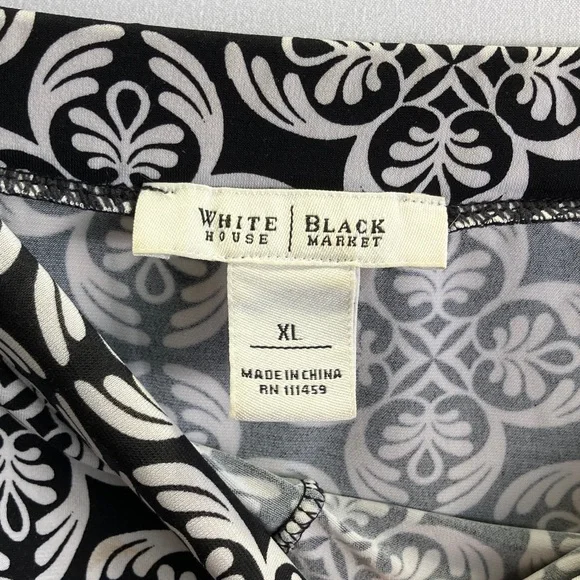 WHITE | BLACK
HOUSE | MARKET
XL
MADE IN CHINA
RN 111459